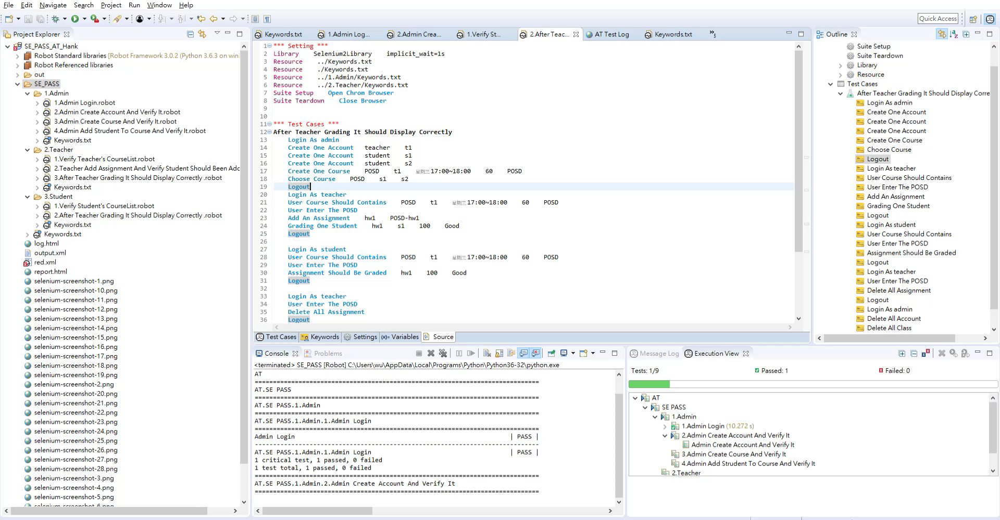 File Edit Navigate Search Project Run Window Help
Quick Access
Project Explorer
SE_PASS_AT_Hank
Robot Standard libraries [Robot Framework 3.0.2 (Python 3.6.3 on win
Robot Referenced libraries
out
SE_PASS
1.Admin
1.Admin Login.robot
2.Admin Create Account And Verify It.robot
3.Admin Create Course And Verify It.robot
4.Admin Add Strudent To Course And Verify It.robot
Keywords.txt
2.Teacher
1.Verify Teacher's CourseList.robot
2.Teacher Add Assignment And Verify Student Should Been Adc
3.After Teacher Grading It Should Display Correctly .robot
Keywords.txt
3.Student
1.Verify Student's CourseList.robot
2.After Teacher Grading It Should Display Correctly .robot
Keywords.txt
Keywords.txt
log.html
output.xml
red.xml
report.html
selenium-screenshot-1.png
selenium-screenshot-10.png
selenium-screenshot-11.png
selenium-screenshot-12.png
selenium-screenshot-13.png
selenium-screenshot-14.png
selenium-screenshot-15.png
selenium-screenshot-16.png
selenium-screenshot-17.png
selenium-screenshot-18.png
selenium-screenshot-19.png
selenium-screenshot-2.png
selenium-screenshot-20.png
selenium-screenshot-21.png
selenium-screenshot-22.png
selenium-screenshot-23.png
selenium-screenshot-24.png
selenium-screenshot-25.png
selenium-screenshot-26.png
selenium-screenshot-27.png
selenium-screenshot-28.png
selenium-screenshot-3.png
selenium-screenshot-4.png
selenium-screenshot-5.png
selenium-screenshot-6.png
Keywords.txt 1.Admin Log... 2.Admin Crea... 1.Verify St... 2.After Teac... AT Test Log Keywords.txt »5
1 *** Setting ***
2 Library Selenium2Library implicit_wait=1s
3 Resource ../Keywords.txt
4 Resource ./Keywords.txt
5 Resource ../1.Admin/Keywords.txt
6 Resource ../2.Teacher/Keywords.txt
7 Suite Setup Open Chrom Browser
8 Suite Teardown Close Browser
9
10
11 *** Test Cases ***
12 After Teacher Grading It Should Display Correctly
13 Login As admin
14 Create One Account teacher t1
15 Create One Account student s1
16 Create One Account student s2
17 Create One Course POSD t1 星期三17:00~18:00 60 POSD
18 Choose Course POSD s1 s2
19 Logout
20 Login As teacher
21 User Course Should Contains POSD t1 星期三17:00~18:00 60 POSD
22 User Enter The POSD
23 Add An Assignment hw1 POSD-hw1
24 Grading One Student hw1 s1 100 Good
25 Logout
26
27 Login As student
28 User Course Should Contains POSD t1 星期三17:00~18:00 60 POSD
29 User Enter The POSD
30 Assignment Should Be Graded hw1 100 Good
31 Logout
32
33 Login As teacher
34 User Enter The POSD
35 Delete All Assignment
36 Logout
Test Cases Keywords Settings (x)= Variables Source
Outline
Suite Setup
Suite Teardown
Library
Resource
Test Cases
After Teacher Grading It Should Display Corre
Login As admin
Create One Account
Create One Account
Create One Account
Create One Course
Choose Course
Logout
Login As teacher
User Course Should Contains
User Enter The POSD
Add An Assignment
Grading One Student
Logout
Login As student
User Course Should Contains
User Enter The POSD
Assignment Should Be Graded
Logout
Login As teacher
User Enter The POSD
Delete All Assignment
Logout
Login As admin
Delete All Account
Delete All Class
Console Problems
<terminated> SE_PASS [Robot] C:\Users\wu\AppData\Local\Programs\Python\Python36-32\python.exe
AT
==============================================================================
AT.SE PASS
==============================================================================
AT.SE PASS.1.Admin
==============================================================================
AT.SE PASS.1.Admin.1.Admin Login
==============================================================================
Admin Login | PASS |
------------------------------------------------------------------------------
AT.SE PASS.1.Admin.1.Admin Login | PASS |
1 critical test, 1 passed, 0 failed
1 test total, 1 passed, 0 failed
==============================================================================
AT.SE PASS.1.Admin.2.Admin Create Account And Verify It
==============================================================================
Message Log Execution View
Tests: 1/9 Passed: 1 Failed: 0
AT
SE PASS
1.Admin
1.Admin Login (10.272 s)
2.Admin Create Account And Verify It
Admin Create Account And Verify It
3.Admin Create Course And Verify It
4.Admin Add Strudent To Course And Verify It
2.Teacher